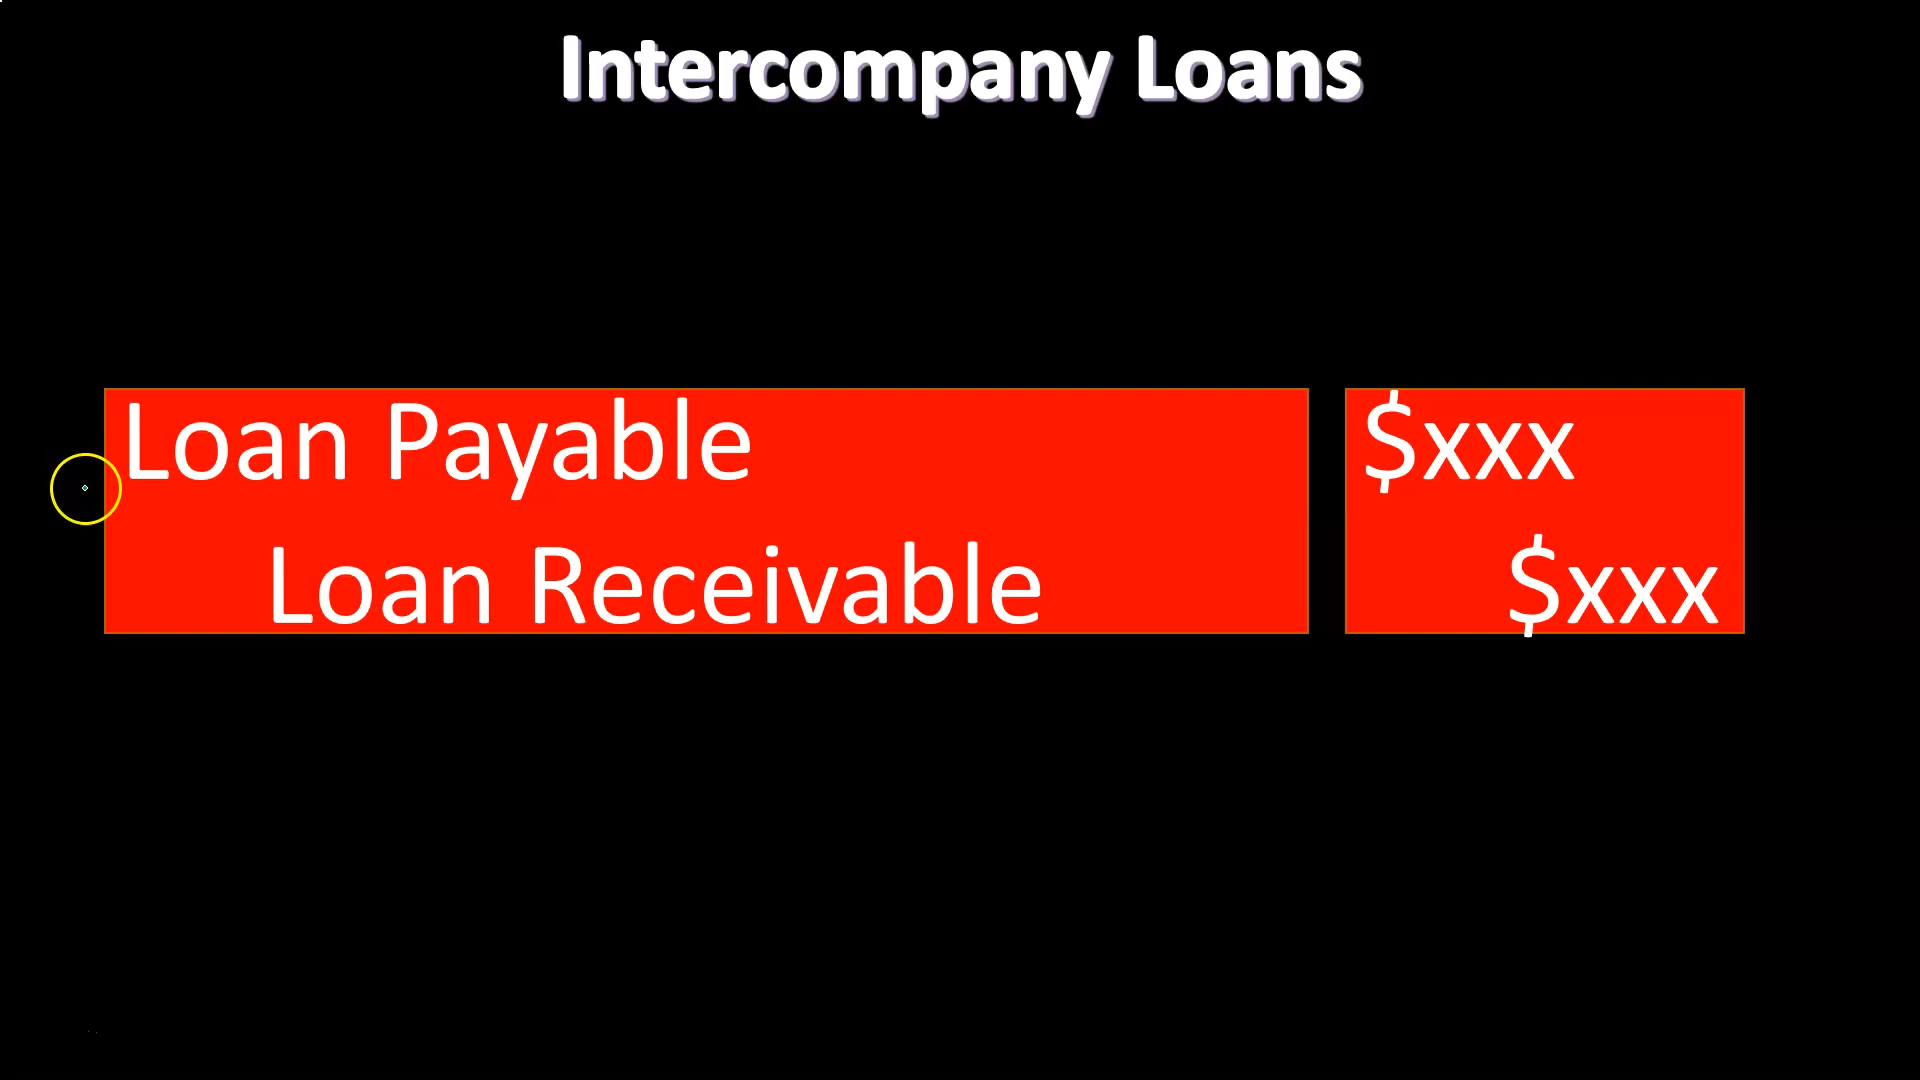 Intercompany Loans
Loan Payable $xxx
Loan Receivable $xxx